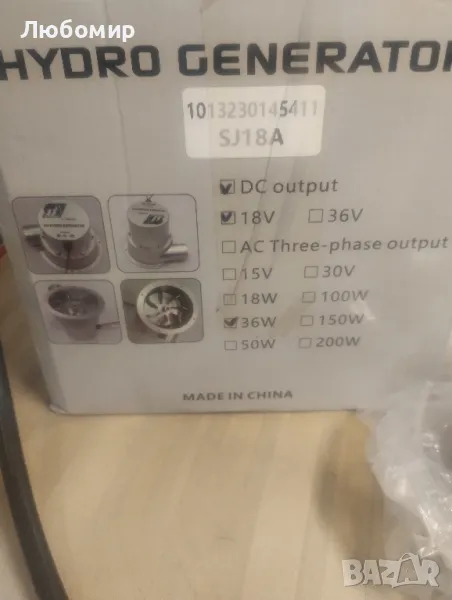 Любомир
HYDRO GENERATOR
1013230145411
SJ18A
DC output
18V 36V
AC Three-phase output
15V 30V
18W 100W
36W 150W
50W 200W
MADE IN CHINA
BAZAR